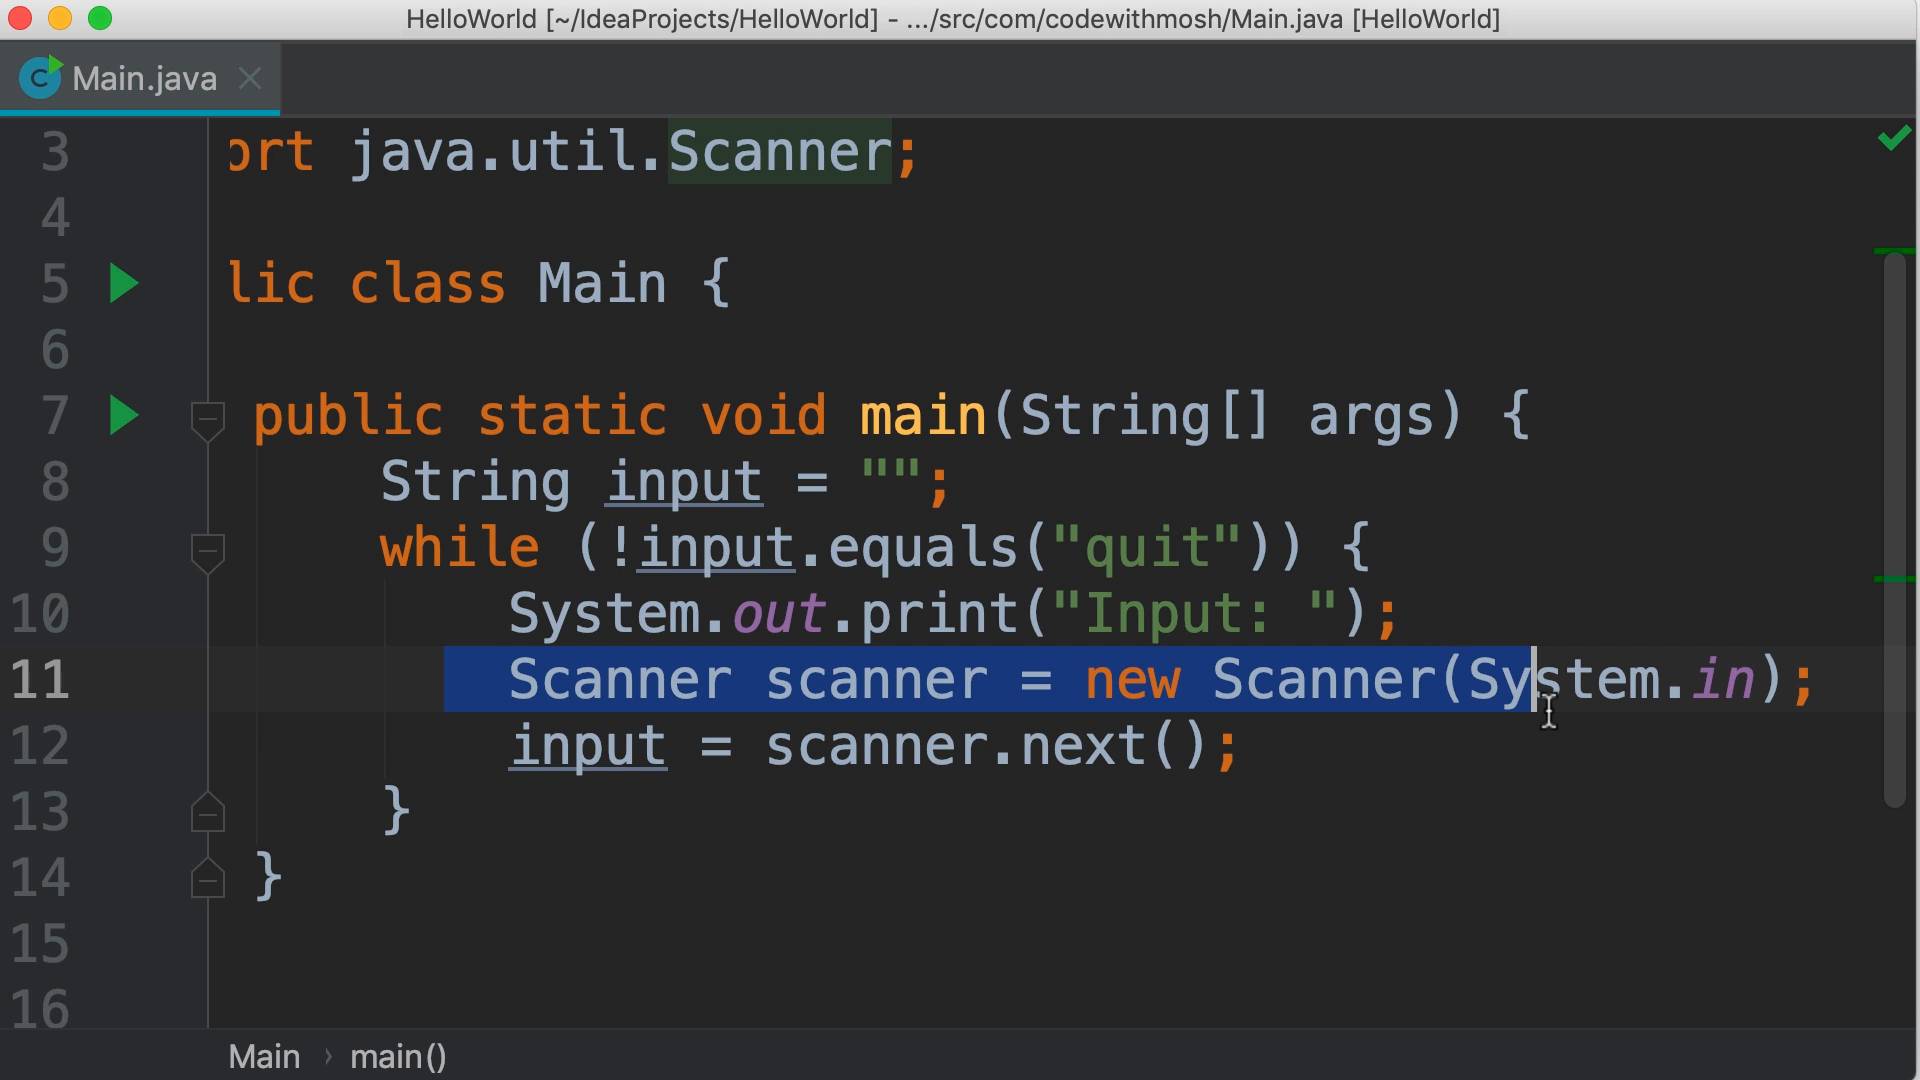 HelloWorld [~/IdeaProjects/HelloWorld] - .../src/com/codewithmosh/Main.java [HelloWorld]
Main.java
3 ort java.util.Scanner;
4
5 lic class Main {
6
7 public static void main(String[] args) {
8 String input = "";
9 while (!input.equals("quit")) {
10 System.out.print("Input: ");
11 Scanner scanner = new Scanner(System.in);
12 input = scanner.next();
13 }
14 }
15
16
Main › main()